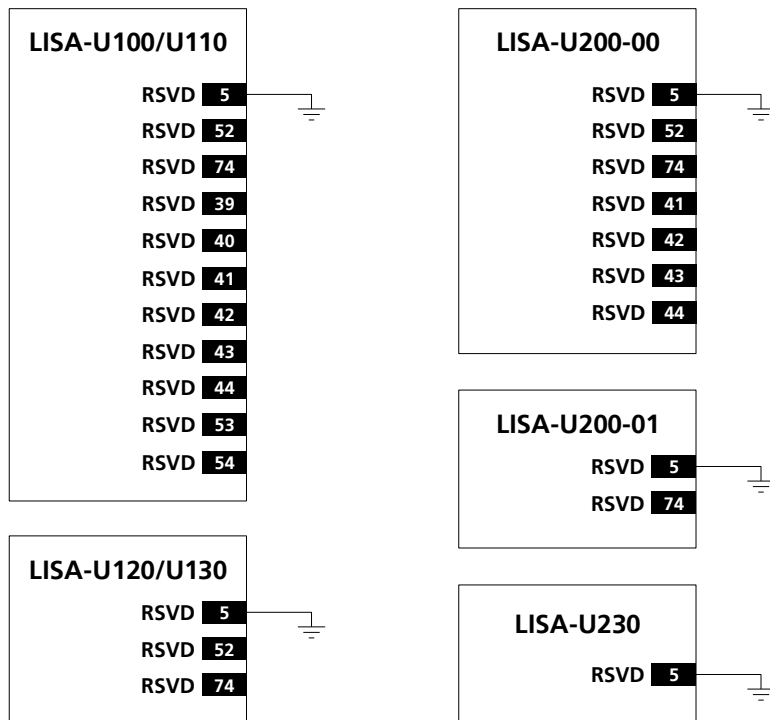 LISA-U100/U110
RSVD 5
RSVD 52
RSVD 74
RSVD 39
RSVD 40
RSVD 41
RSVD 42
RSVD 43
RSVD 44
RSVD 53
RSVD 54
LISA-U120/U130
RSVD 5
RSVD 52
RSVD 74
LISA-U200-00
RSVD 5
RSVD 52
RSVD 74
RSVD 41
RSVD 42
RSVD 43
RSVD 44
LISA-U200-01
RSVD 5
RSVD 74
LISA-U230
RSVD 5